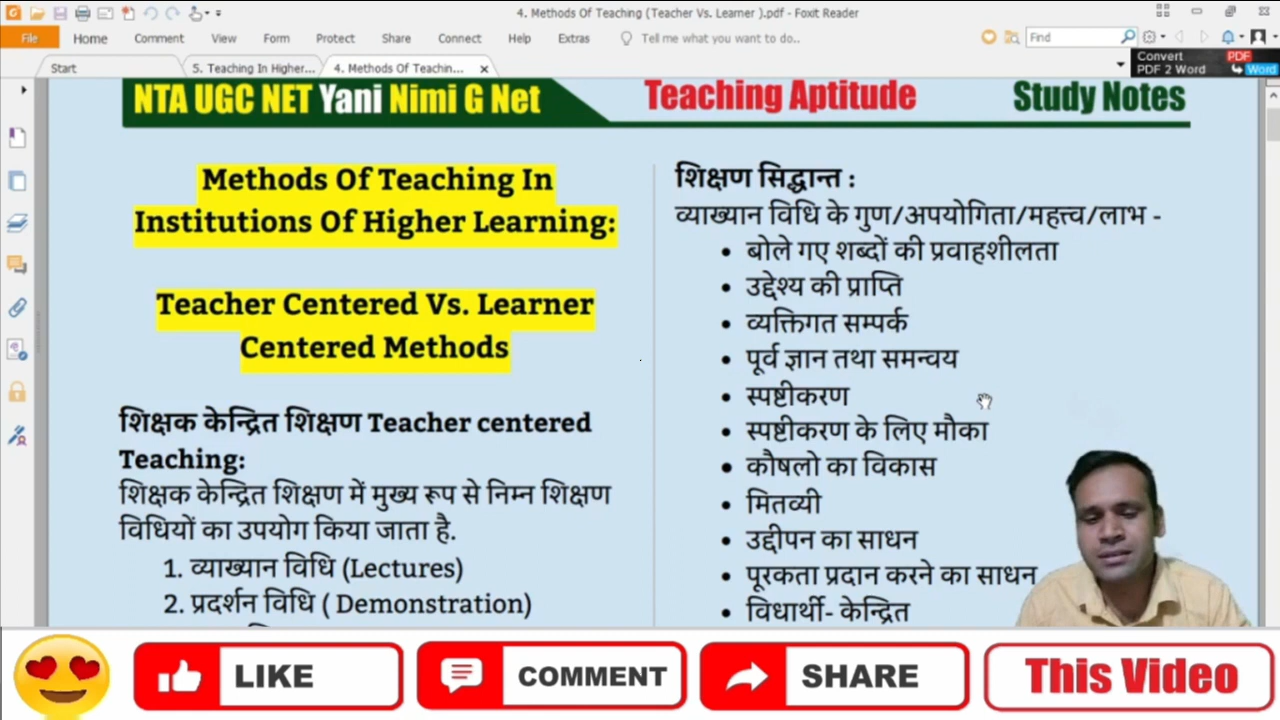 4. Methods Of Teaching (Teacher Vs. Learner ).pdf - Foxit Reader
File Home Comment View Form Protect Share Connect Help Extras Tell me what you want to do.. Find
Start 5. Teaching In Higher... 4. Methods Of Teachin...
Convert PDF
PDF 2 Word Word
NTA UGC NET Yani Nimi G Net Teaching Aptitude Study Notes
Methods Of Teaching In
Institutions Of Higher Learning:
Teacher Centered Vs. Learner
Centered Methods
शिक्षक केन्द्रित शिक्षण Teacher centered
Teaching:
शिक्षक केन्द्रित शिक्षण में मुख्य रूप से निम्न शिक्षण
विधियों का उपयोग किया जाता है.
1. व्याख्यान विधि (Lectures)
2. प्रदर्शन विधि ( Demonstration)
शिक्षण सिद्धान्त :
व्याख्यान विधि के गुण/अपयोगिता/महत्त्व/लाभ -
• बोले गए शब्दों की प्रवाहशीलता
• उद्देश्य की प्राप्ति
• व्यक्तिगत सम्पर्क
• पूर्व ज्ञान तथा समन्वय
• स्पष्टीकरण
• स्पष्टीकरण के लिए मौका
• कौषलो का विकास
• मितव्यी
• उद्दीपन का साधन
• पूरकता प्रदान करने का साधन
• विधार्थी- केन्द्रित
LIKE COMMENT SHARE This Video